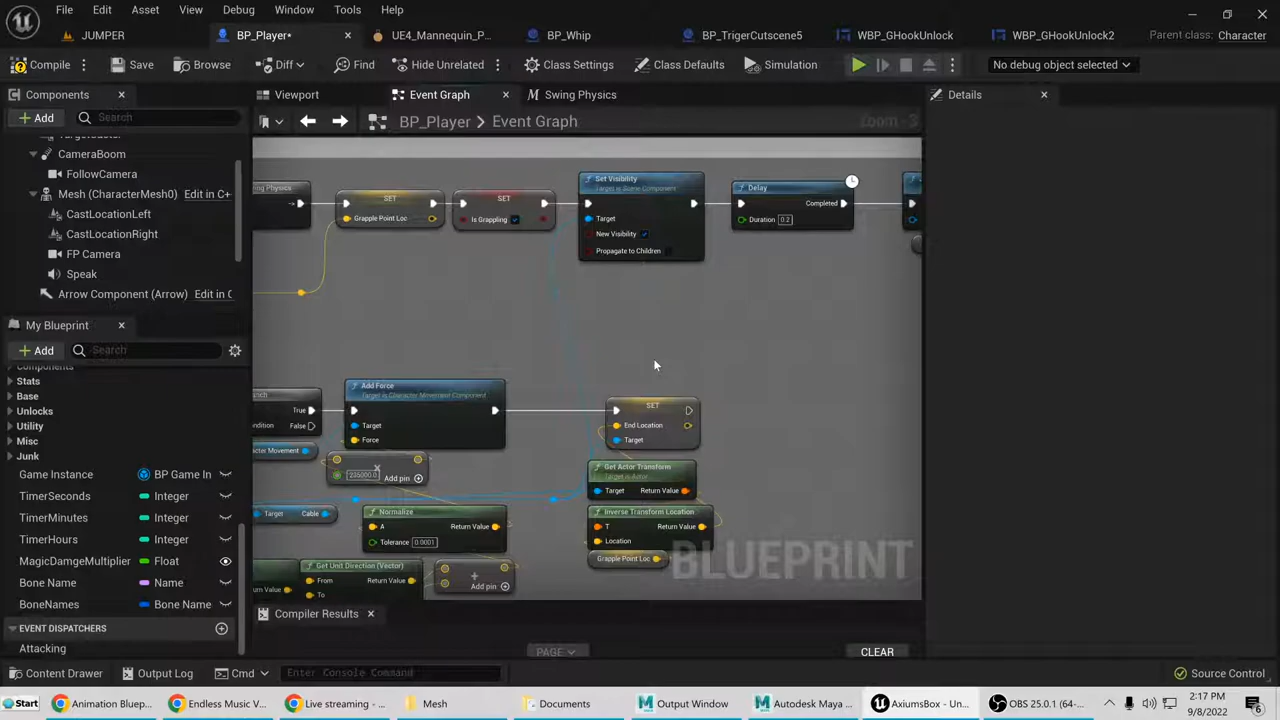 File Edit Asset View Debug Window Tools Help
JUMPER BP_Player* UE4_Mannequin_P... BP_Whip BP_TrigerCutscene5 WBP_GHookUnlock WBP_GHookUnlock2 Parent class: Character
Compile Save Browse Diff Find Hide Unrelated Class Settings Class Defaults Simulation No debug object selected
Components Viewport Event Graph Swing Physics Details
Add Search
BP_Player > Event Graph
CameraBoom
FollowCamera
Mesh (CharacterMesh0) Edit in C+
CastLocationLeft
CastLocationRight
FP Camera
Speak
Arrow Component (Arrow) Edit in C
My Blueprint
Add Search
Stats
Base
Unlocks
Utility
Misc
Junk
Game Instance BP Game In
TimerSeconds Integer
TimerMinutes Integer
TimerHours Integer
MagicDamageMultiplier Float
Bone Name Name
BoneNames Bone Name
EVENT DISPATCHERS
Attacking
SET
Grapple Point Loc
SET
Is Grappling
Set Visibility
Target is Scene Component
Target
New Visibility
Propagate to Children
Delay
Completed
Duration 0.2
True
False
Add Force
Target is Character Movement Component
Target
Force
235000.0 Add pin
SET
End Location
Target
Get Actor Transform
Target is Actor
Target Return Value
Target Cable
Normalize
A Return Value
Tolerance 0.0001
Inverse Transform Location
T Return Value
Location
Grapple Point Loc
Get Unit Direction (Vector)
From Return Value
To
Add pin
BLUEPRINT
Compiler Results
PAGE CLEAR
Content Drawer Output Log Cmd Enter Console Command Source Control
Start Animation Bluep... Endless Music V... Live streaming - ... Mesh Documents Output Window Autodesk Maya ... AxiumsBox - Un... OBS 25.0.1 (64-... 2:17 PM
9/8/2022
6